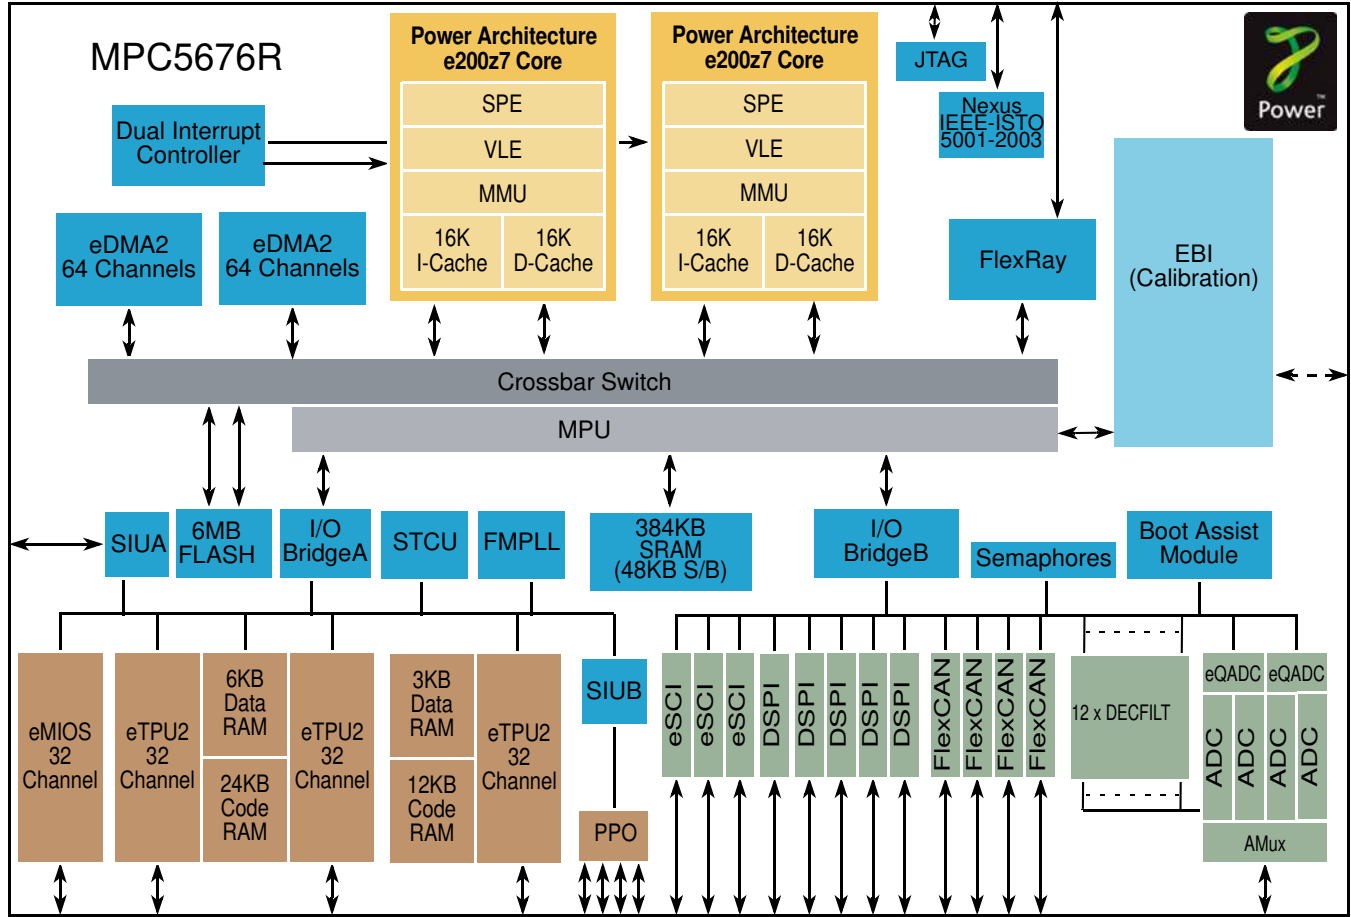 MPC5676R
Power Architecture
e200z7 Core
SPE
VLE
MMU
16K
I-Cache
16K
D-Cache
Power Architecture
e200z7 Core
SPE
VLE
MMU
16K
I-Cache
16K
D-Cache
JTAG
Nexus
IEEE-ISTO
5001-2003
Power™
Dual Interrupt
Controller
eDMA2
64 Channels
eDMA2
64 Channels
FlexRay
EBI
(Calibration)
Crossbar Switch
MPU
SIUA
6MB
FLASH
I/O
BridgeA
STCU
FMPLL
384KB
SRAM
(48KB S/B)
I/O
BridgeB
Semaphores
Boot Assist
Module
eMIOS
32
Channel
eTPU2
32
Channel
6KB
Data
RAM
24KB
Code
RAM
eTPU2
32
Channel
3KB
Data
RAM
12KB
Code
RAM
eTPU2
32
Channel
SIUB
PPO
eSCI
eSCI
eSCI
DSPI
DSPI
DSPI
DSPI
DSPI
FlexCAN
FlexCAN
FlexCAN
FlexCAN
12 x DECFILT
eQADC
eQADC
ADC
ADC
ADC
ADC
AMux